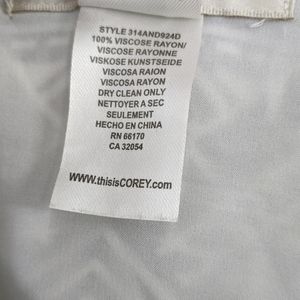 STYLE 314AND924D
100% VISCOSE RAYON/
VISCOSE RAYONNE
VISKOSE KUNSTSEIDE
VISCOSA RAION
VISCOSA RAYON
DRY CLEAN ONLY
NETTOYER A SEC
SEULEMENT
HECHO EN CHINA
RN 66170
CA 32054
www.thisisCOREY.com